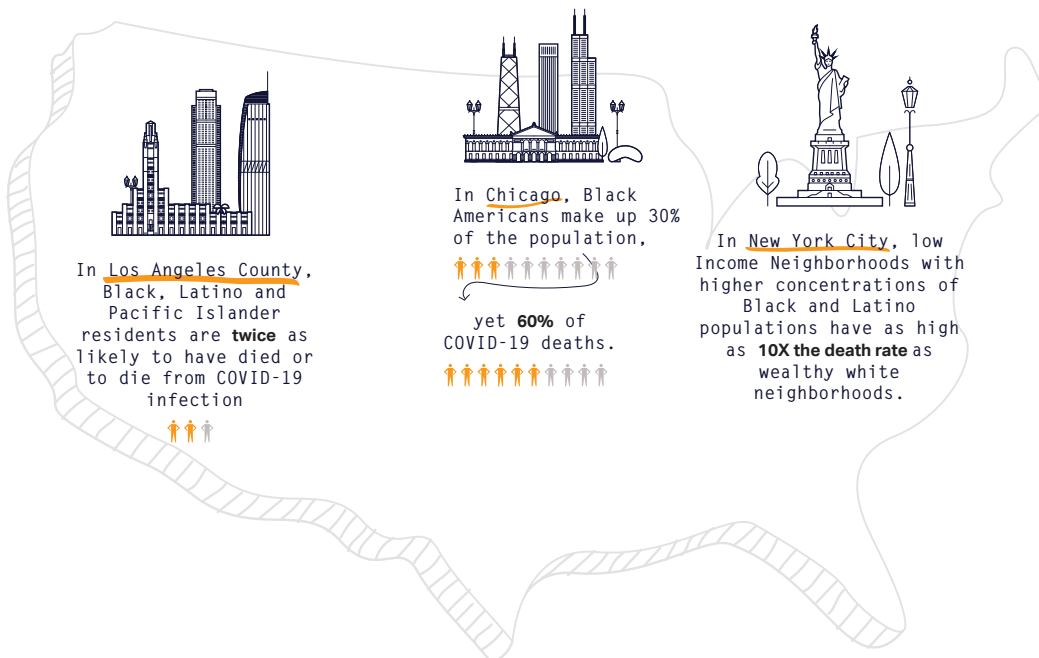 In Los Angeles County,
Black, Latino and
Pacific Islander
residents are twice as
likely to have died or
to die from COVID-19
infection
In Chicago, Black
Americans make up 30%
of the population,
yet 60% of
COVID-19 deaths.
In New York City, low
Income Neighborhoods with
higher concentrations of
Black and Latino
populations have as high
as 10X the death rate as
wealthy white
neighborhoods.